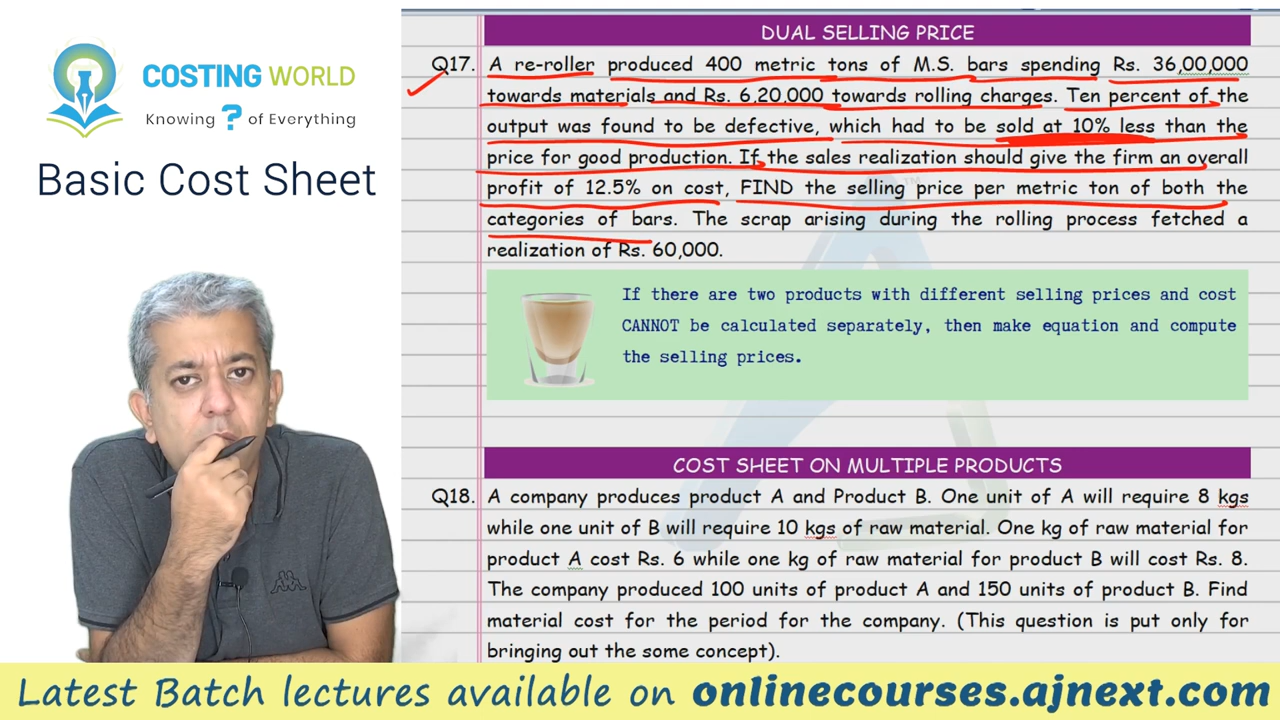 COSTING WORLD
Knowing ? of Everything
Basic Cost Sheet
DUAL SELLING PRICE
Q17. A re-roller produced 400 metric tons of M.S. bars spending Rs. 36,00,000
towards materials and Rs. 6,20,000 towards rolling charges. Ten percent of the
output was found to be defective, which had to be sold at 10% less than the
price for good production. If the sales realization should give the firm an overall
profit of 12.5% on cost, FIND the selling price per metric ton of both the
categories of bars. The scrap arising during the rolling process fetched a
realization of Rs. 60,000.
If there are two products with different selling prices and cost
CANNOT be calculated separately, then make equation and compute
the selling prices.
COST SHEET ON MULTIPLE PRODUCTS
Q18. A company produces product A and Product B. One unit of A will require 8 kgs
while one unit of B will require 10 kgs of raw material. One kg of raw material for
product A cost Rs. 6 while one kg of raw material for product B will cost Rs. 8.
The company produced 100 units of product A and 150 units of product B. Find
material cost for the period for the company. (This question is put only for
bringing out the some concept).
Latest Batch lectures available on onlinecourses.ajnext.com